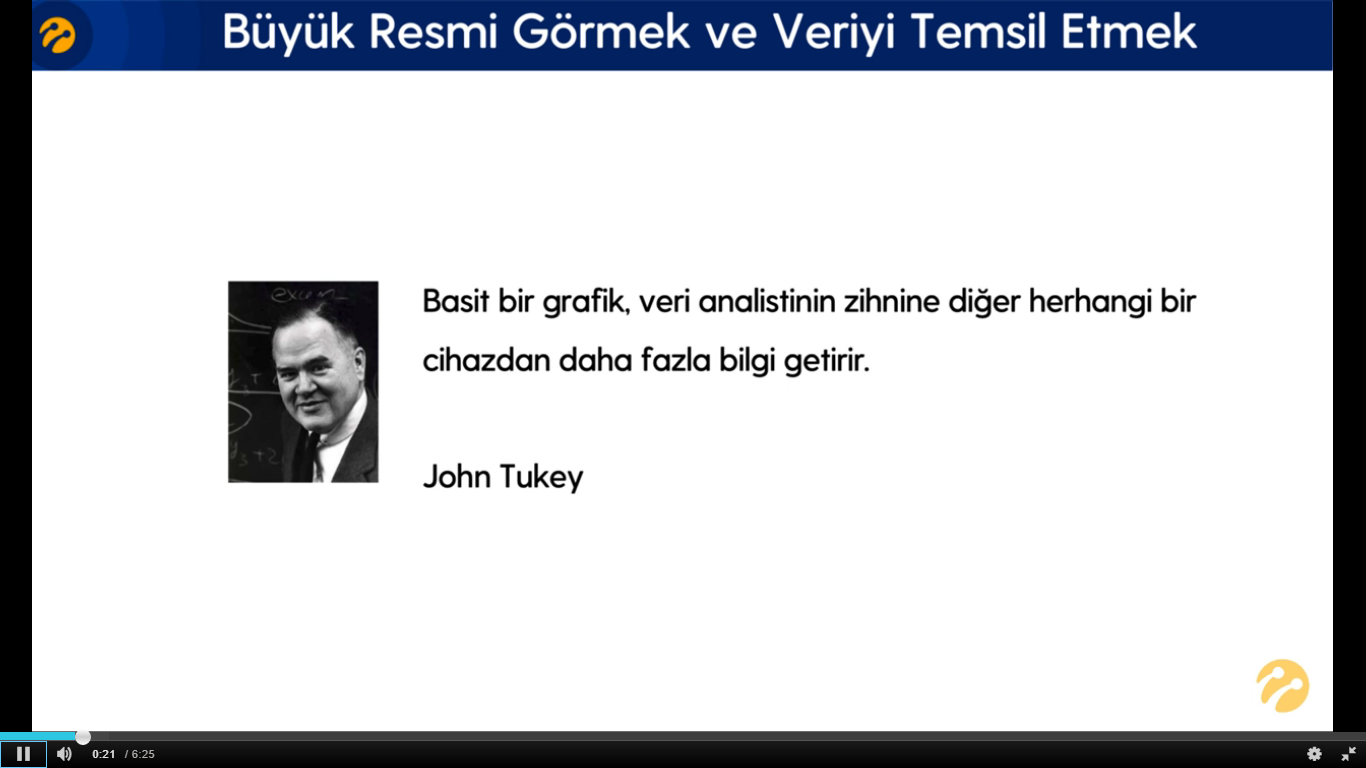 Büyük Resmi Görmek ve Veriyi Temsil Etmek
Basit bir grafik, veri analistinin zihnine diğer herhangi bir
cihazdan daha fazla bilgi getirir.
John Tukey
0:21 / 6:25